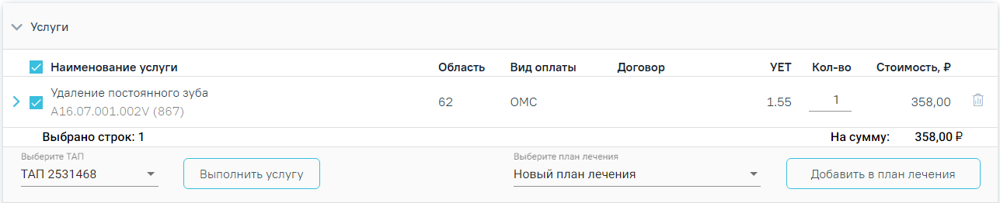 Услуги
Наименование услуги Область Вид оплаты Договор УЕТ Кол-во Стоимость, ₽
Удаление постоянного зуба 62 ОМС 1.55 1 358,00
A16.07.001.002V (867)
Выбрано строк: 1 На сумму: 358,00 ₽
Выберите ТАП Выберите план лечения
ТАП 2531468 Выполнить услугу Новый план лечения Добавить в план лечения